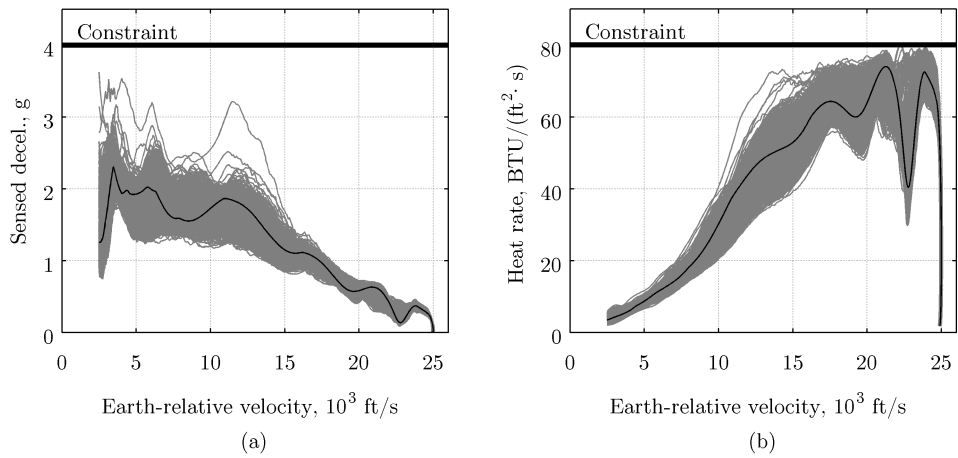 Constraint
4
3
2
1
0
Sensed decel., g
0 5 10 15 20 25
Earth-relative velocity, 10³ ft/s
(a)
Constraint
80
60
40
20
0
Heat rate, BTU/(ft²· s)
0 5 10 15 20 25
Earth-relative velocity, 10³ ft/s
(b)